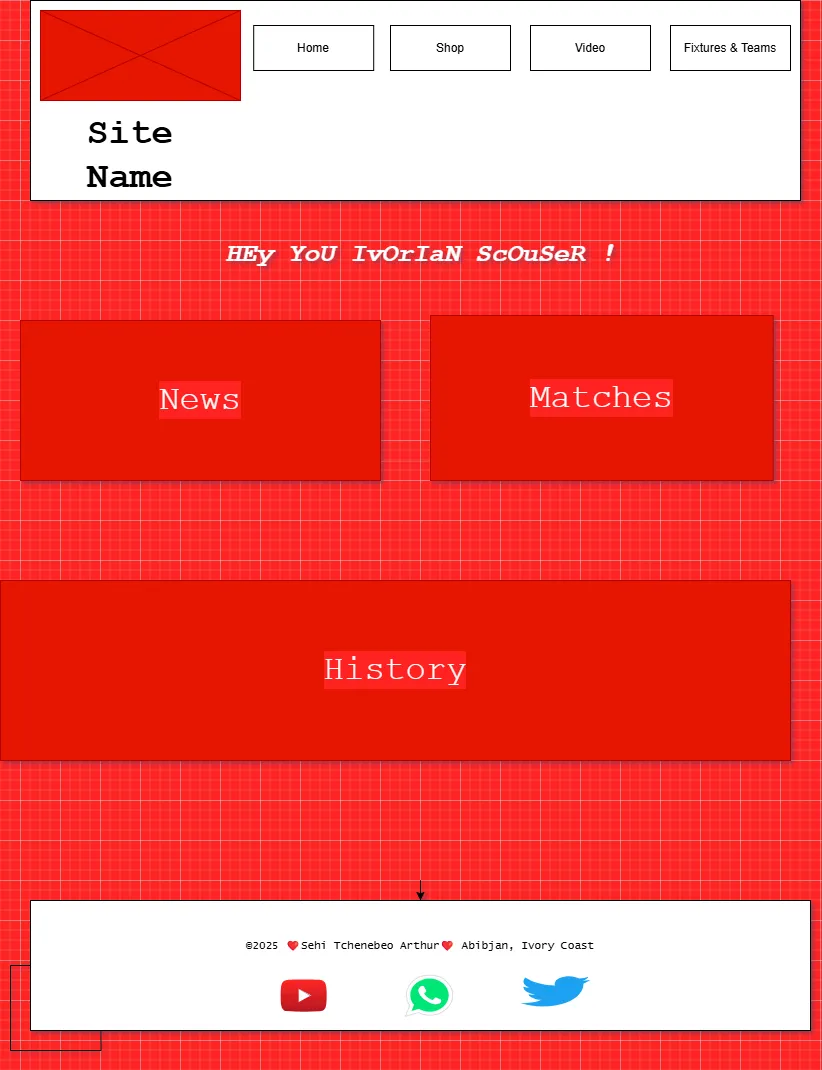 Home
Shop
Video
Fixtures & Teams
Site
Name
HEy YoU IvOrIaN ScOuSeR !
News
Matches
History
©2025 ❤️Sehi Tchenebeo Arthur❤️ Abibjan, Ivory Coast